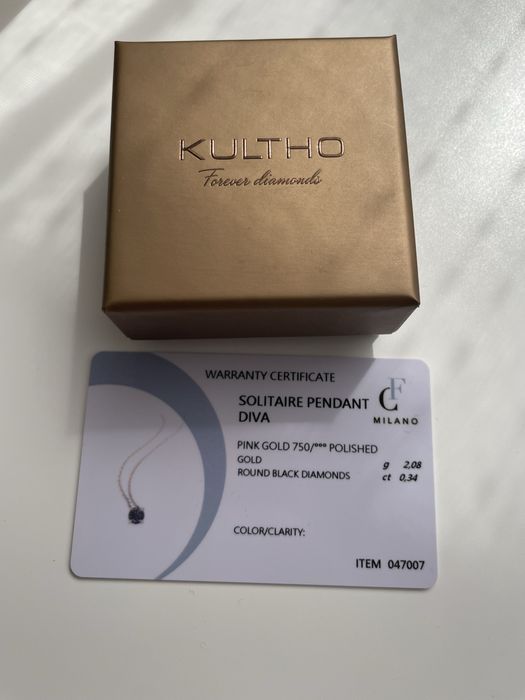 KULTHO
Forever diamonds
WARRANTY CERTIFICATE
SOLITAIRE PENDANT
DIVA
CF
MILANO
PINK GOLD 750/°°° POLISHED
GOLD g 2,08
ROUND BLACK DIAMONDS ct 0,34
COLOR/CLARITY:
ITEM 047007